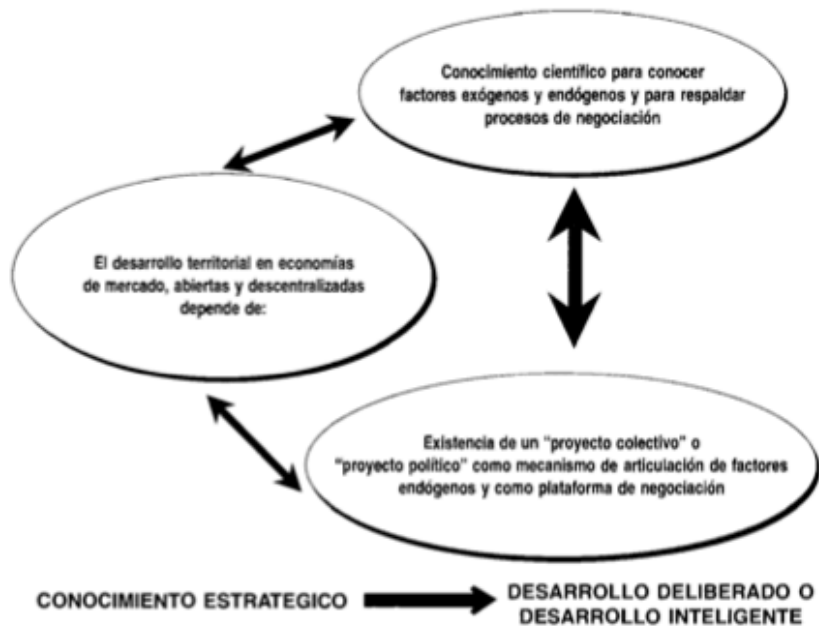 Conocimiento científico para conocer
factores exógenos y endógenos y para respaldar
procesos de negociación
El desarrollo territorial en economías
de mercado, abiertas y descentralizadas
depende de:
Existencia de un "proyecto colectivo" o
"proyecto político" como mecanismo de articulación de factores
endógenos y como plataforma de negociación
CONOCIMIENTO ESTRATEGICO
DESARROLLO DELIBERADO O
DESARROLLO INTELIGENTE